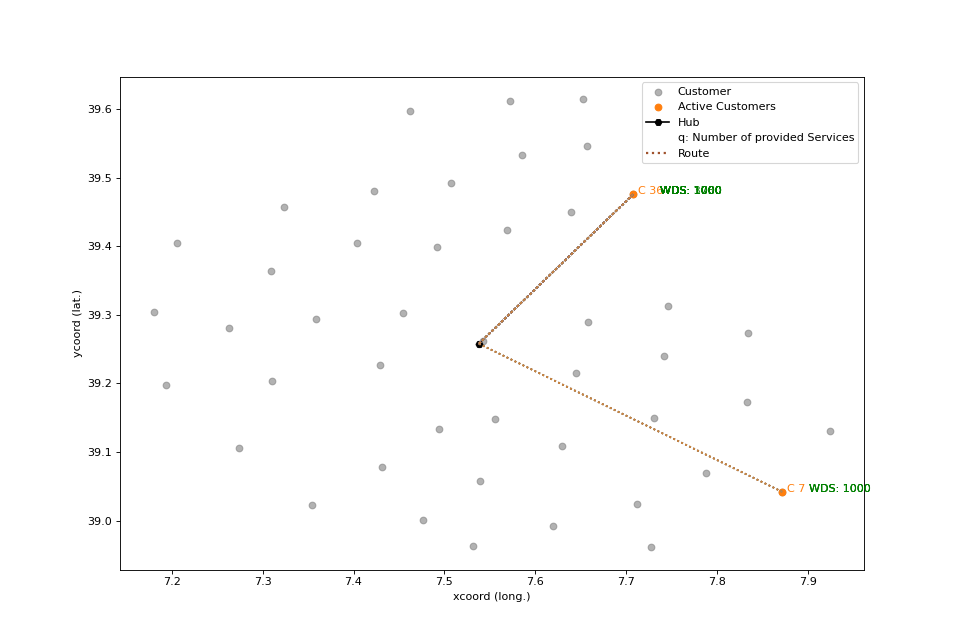 Customer
Active Customers
Hub
q: Number of provided Services
Route
39.6
39.5
39.4
39.3
39.2
39.1
39.0
ycoord (lat.)
C 36
WDS:
C 7 WDS: 1000
7.2 7.3 7.4 7.5 7.6 7.7 7.8 7.9
xcoord (long.)